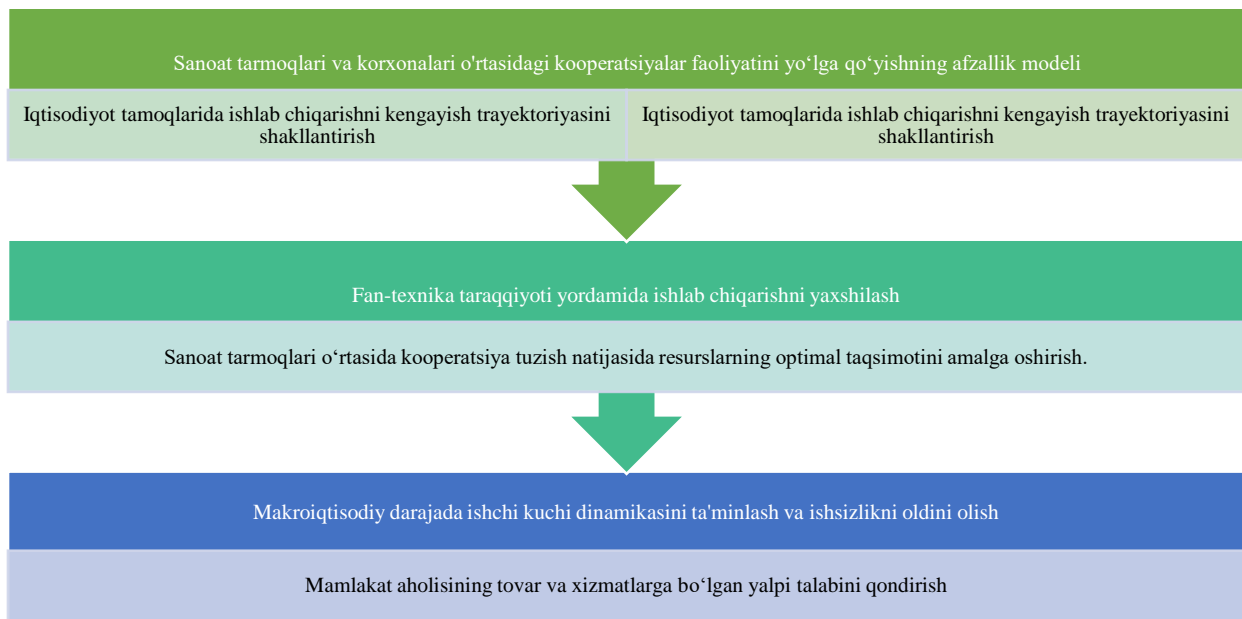 Sanoat tarmoqlari va korxonalari o'rtasidagi kooperatsiyalar faoliyatini yo‘lga qo‘yishning afzallik modeli
Iqtisodiyot tamoqlarida ishlab chiqarishni kengayish trayektoriyasini
shakllantirish
Iqtisodiyot tamoqlarida ishlab chiqarishni kengayish trayektoriyasini
shakllantirish
Fan-texnika taraqqiyoti yordamida ishlab chiqarishni yaxshilash
Sanoat tarmoqlari o‘rtasida kooperatsiya tuzish natijasida resurslarning optimal taqsimotini amalga oshirish.
Makroiqtisodiy darajada ishchi kuchi dinamikasini ta'minlash va ishsizlikni oldini olish
Mamlakat aholisining tovar va xizmatlarga bo‘lgan yalpi talabini qondirish